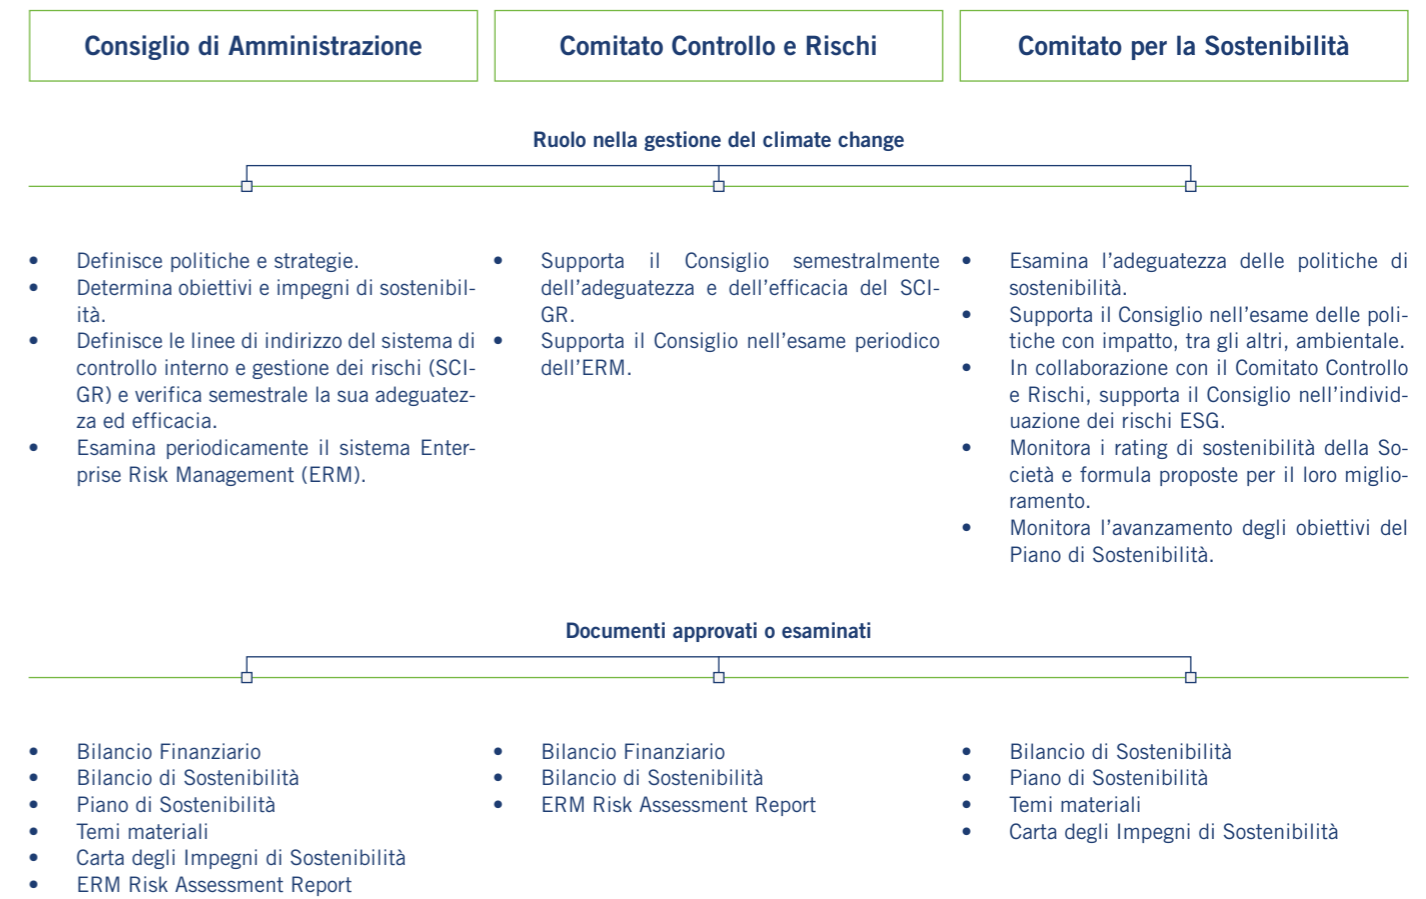 Consiglio di Amministrazione
Comitato Controllo e Rischi
Comitato per la Sostenibilità
Ruolo nella gestione del climate change
• Definisce politiche e strategie.
• Determina obiettivi e impegni di sostenibil-
ità.
• Definisce le linee di indirizzo del sistema di
controllo interno e gestione dei rischi (SCI-
GR) e verifica semestrale la sua adeguatez-
za ed efficacia.
• Esamina periodicamente il sistema Enter-
prise Risk Management (ERM).
• Supporta il Consiglio semestralmente
dell’adeguatezza e dell’efficacia del SCI-
GR.
• Supporta il Consiglio nell’esame periodico
dell’ERM.
• Esamina l’adeguatezza delle politiche di
sostenibilità.
• Supporta il Consiglio nell’esame delle poli-
tiche con impatto, tra gli altri, ambientale.
• In collaborazione con il Comitato Controllo
e Rischi, supporta il Consiglio nell’individ-
uazione dei rischi ESG.
• Monitora i rating di sostenibilità della So-
cietà e formula proposte per il loro miglio-
ramento.
• Monitora l’avanzamento degli obiettivi del
Piano di Sostenibilità.
Documenti approvati o esaminati
• Bilancio Finanziario
• Bilancio di Sostenibilità
• Piano di Sostenibilità
• Temi materiali
• Carta degli Impegni di Sostenibilità
• ERM Risk Assessment Report
• Bilancio Finanziario
• Bilancio di Sostenibilità
• ERM Risk Assessment Report
• Bilancio di Sostenibilità
• Piano di Sostenibilità
• Temi materiali
• Carta degli Impegni di Sostenibilità